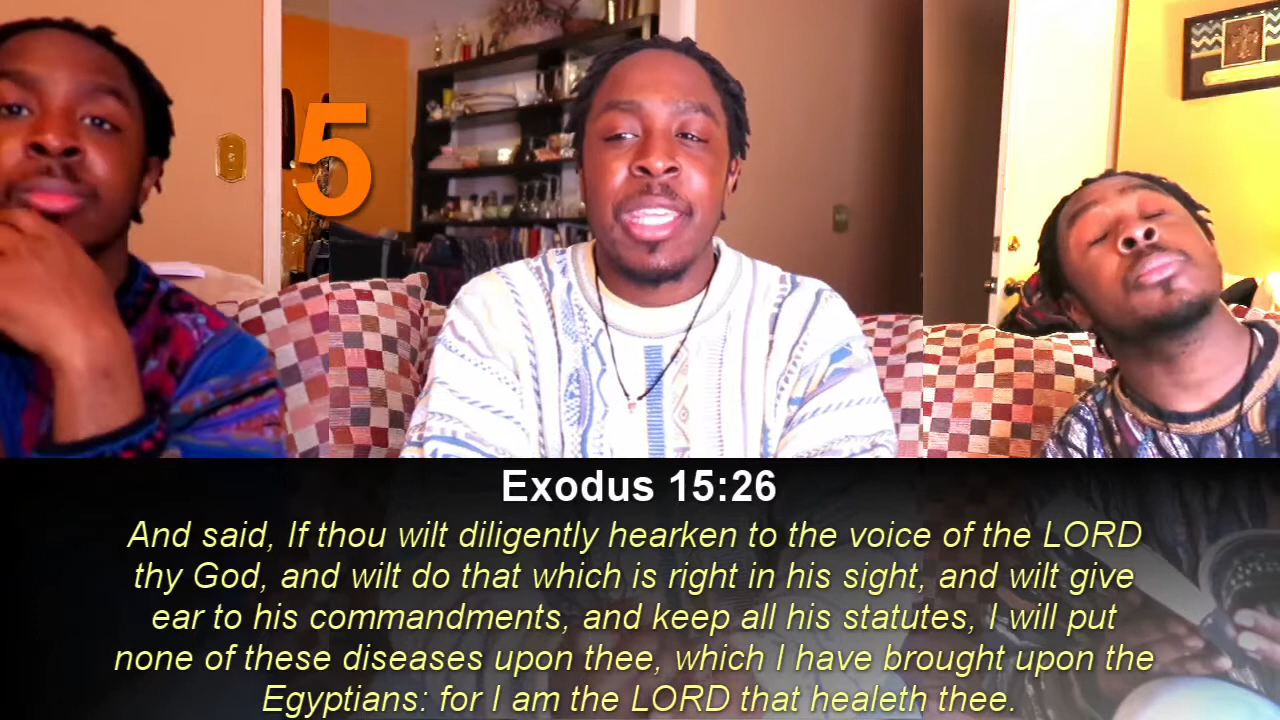 5
Exodus 15:26
And said, If thou wilt diligently hearken to the voice of the LORD
thy God, and wilt do that which is right in his sight, and wilt give
ear to his commandments, and keep all his statutes, I will put
none of these diseases upon thee, which I have brought upon the
Egyptians: for I am the LORD that healeth thee.